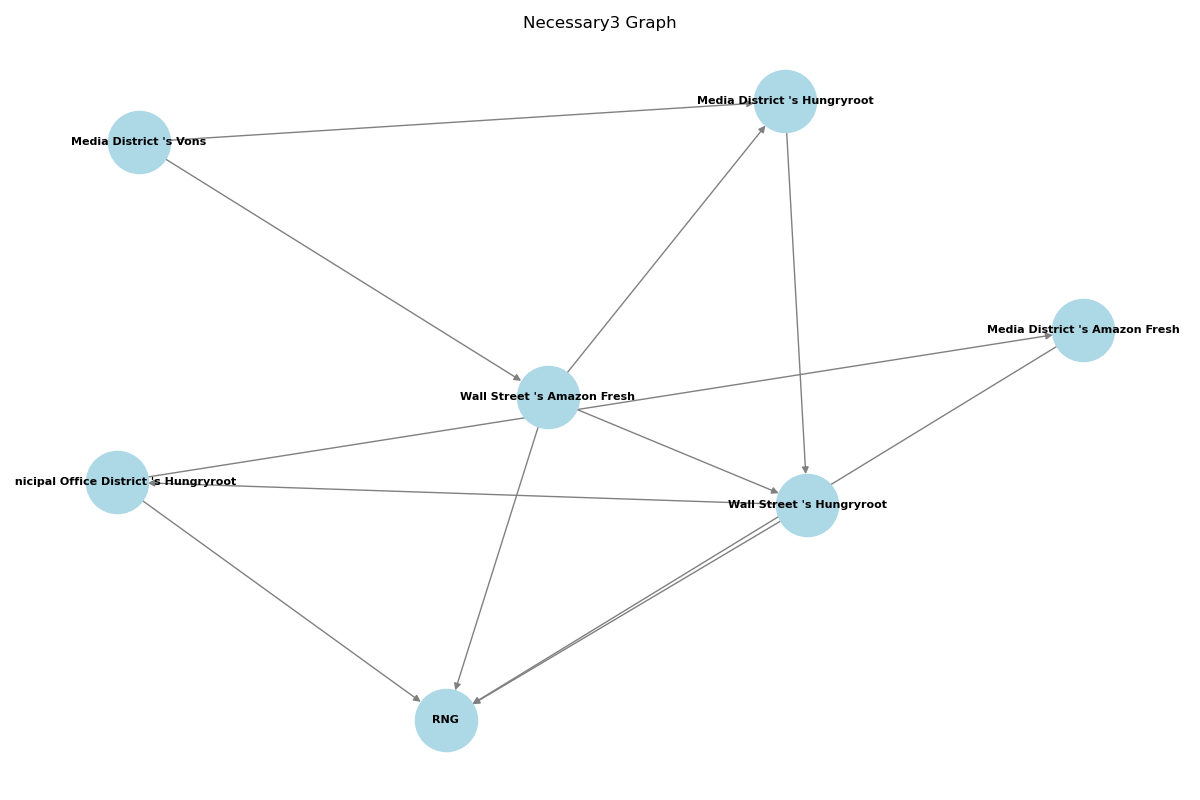 Necessary3 Graph
Media District 's Hungryroot
Media District 's Vons
Media District 's Amazon Fresh
Wall Street 's Amazon Fresh
nicipal Office District 's Hungryroot
Wall Street 's Hungryroot
RNG